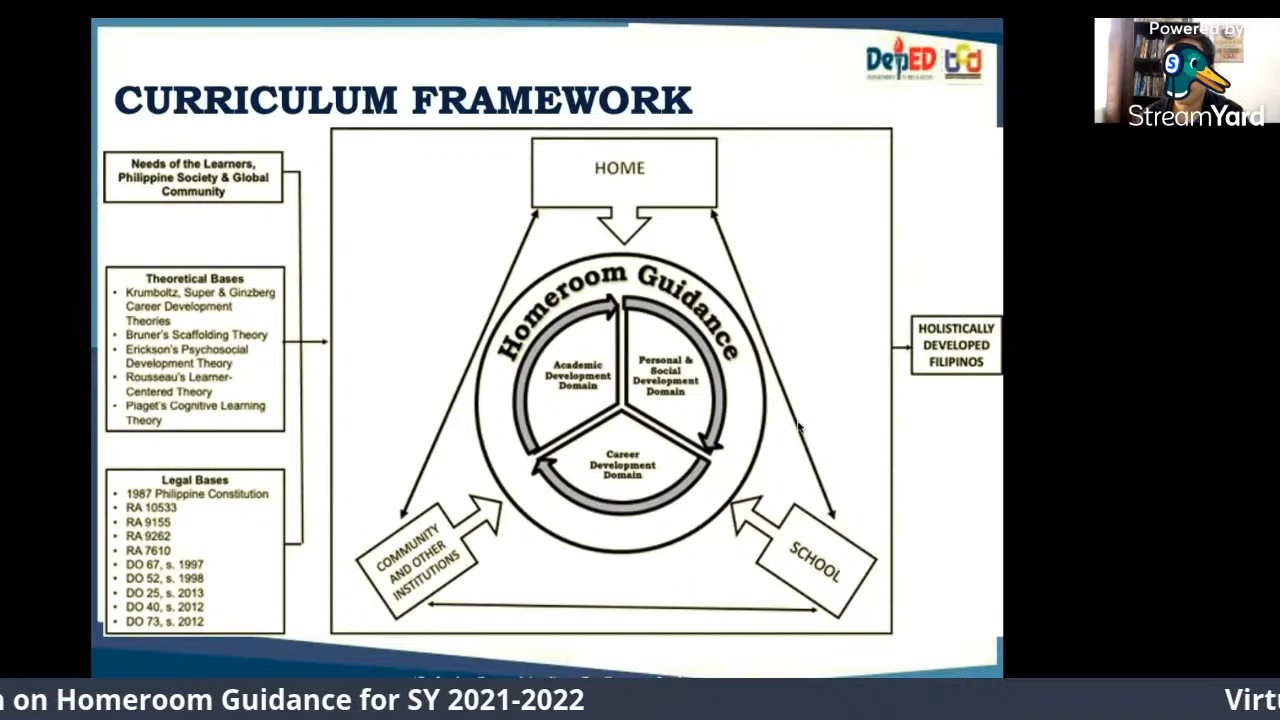 Powered by
StreamYard
DepED
CURRICULUM FRAMEWORK
Needs of the Learners,
Philippine Society & Global
Community
Theoretical Bases
• Krumboltz, Super & Ginzberg
Career Development
Theories
• Bruner's Scaffolding Theory
• Erickson's Psychosocial
Development Theory
• Rousseau's Learner-
Centered Theory
• Piaget's Cognitive Learning
Theory
Legal Bases
• 1987 Philippine Constitution
• RA 10533
• RA 9155
• RA 9262
• RA 7610
• DO 67, s. 1997
• DO 52, s. 1998
• DO 25, s. 2013
• DO 40, s. 2012
• DO 73, s. 2012
HOME
Homeroom Guidance
Academic
Development
Domain
Personal &
Social
Development
Domain
Career
Development
Domain
COMMUNITY
AND OTHER
INSTITUTIONS
SCHOOL
HOLISTICALLY
DEVELOPED
FILIPINOS
on Homeroom Guidance for SY 2021-2022
Virtu